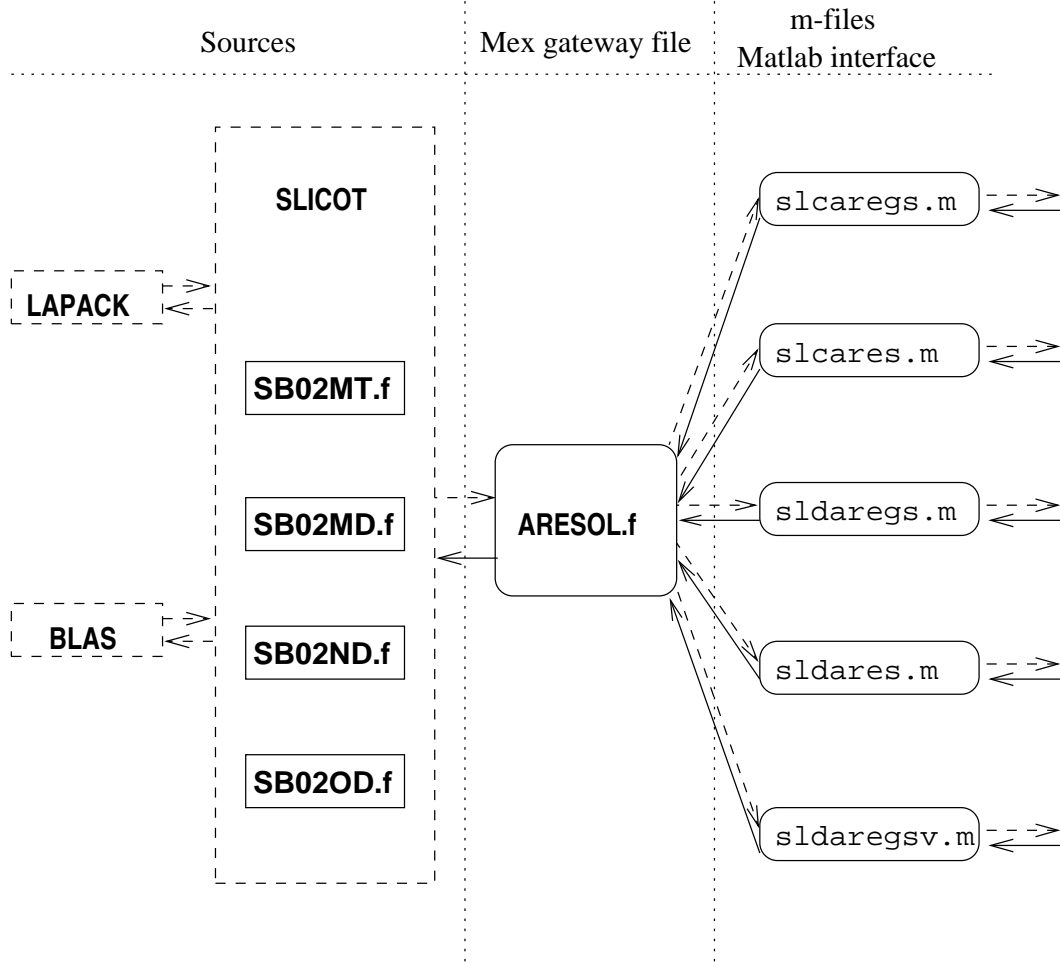 Sources
Mex gateway file
m-files
Matlab interface
SLICOT
LAPACK
BLAS
SB02MT.f
SB02MD.f
SB02ND.f
SB02OD.f
ARESOL.f
slcaregs.m
slcares.m
sldaregs.m
sldares.m
sldaregsv.m